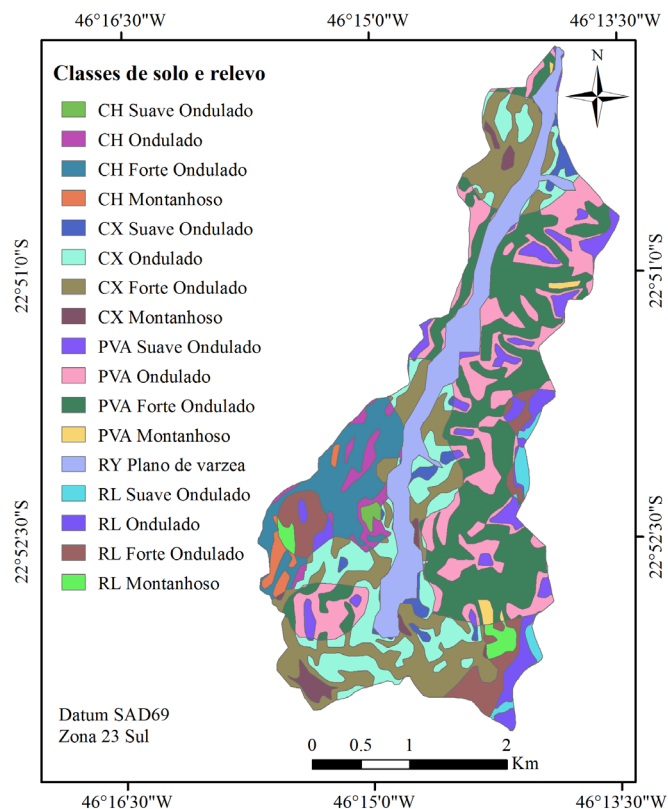 46°16'30"W 46°15'0"W 46°13'30"W
N
Classes de solo e relevo
CH Suave Ondulado
CH Ondulado
CH Forte Ondulado
CH Montanhoso
CX Suave Ondulado
CX Ondulado
CX Forte Ondulado
CX Montanhoso
PVA Suave Ondulado
PVA Ondulado
PVA Forte Ondulado
PVA Montanhoso
RY Plano de varzea
RL Suave Ondulado
RL Ondulado
RL Forte Ondulado
RL Montanhoso
22°51'0"S 22°51'0"S
22°52'30"S 22°52'30"S
Datum SAD69
Zona 23 Sul
0 0.5 1 2
Km
46°16'30"W 46°15'0"W 46°13'30"W